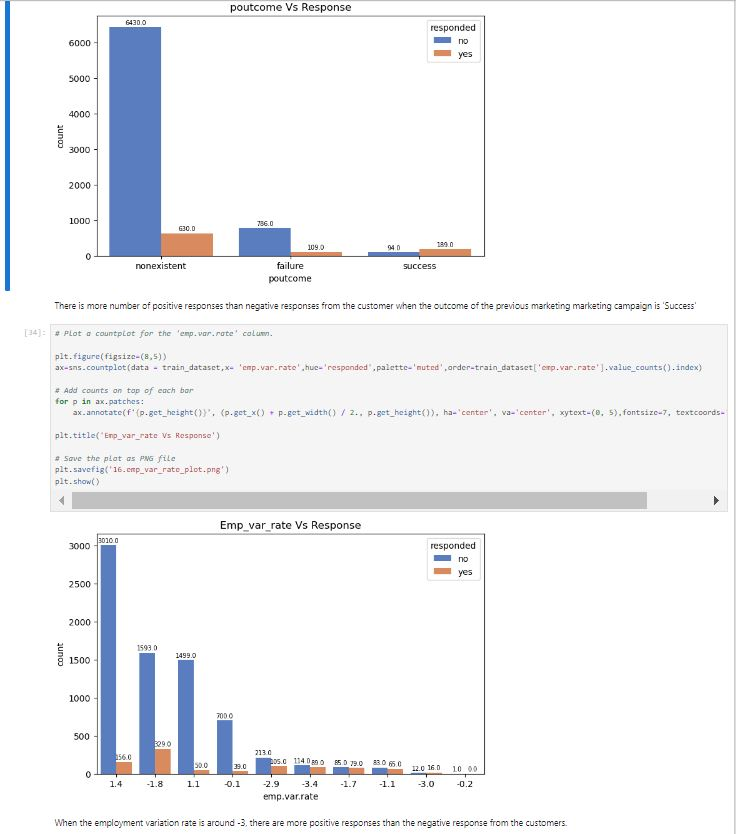 poutcome Vs Response
6430.0
responded
no
yes
6000
5000
4000
3000
2000
1000
0
count
630.0
786.0
109.0
94.0
189.0
nonexistent
failure
success
poutcome
There is more number of positive responses than negative responses from the customer when the outcome of the previous marketing marketing campaign is 'Success'
[34]:
# Plot a countplot for the 'emp.var.rate' column.
plt.figure(figsize=(8,5))
ax=sns.countplot(data = train_dataset,x= 'emp.var.rate',hue='responded',palette='muted',order=train_dataset['emp.var.rate'].value_counts().index)
# Add counts on top of each bar
for p in ax.patches:
ax.annotate(f'{p.get_height()}', (p.get_x() + p.get_width() / 2., p.get_height()), ha='center', va='center', xytext=(0, 5),fontsize=7, textcoords=
plt.title('Emp_var_rate Vs Response')
# Save the plot as PNG file
plt.savefig('16.emp_var_rate_plot.png')
plt.show()
Emp_var_rate Vs Response
3010.0
responded
no
yes
3000
2500
2000
1500
1000
500
0
count
156.0
1593.0
329.0
1499.0
50.0
700.0
39.0
213.0
105.0
114.0
89.0
85.0
79.0
83.0
65.0
12.0
16.0
1.0
0.0
1.4
-1.8
1.1
-0.1
-2.9
-3.4
-1.7
-1.1
-3.0
-0.2
emp.var.rate
When the employment variation rate is around -3, there are more positive responses than the negative response from the customers.